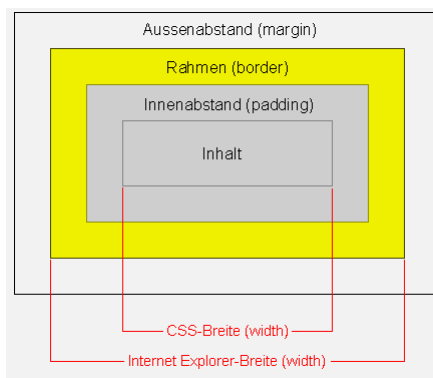 Aussenabstand (margin)
Rahmen (border)
Innenabstand (padding)
Inhalt
CSS-Breite (width)
Internet Explorer-Breite (width)